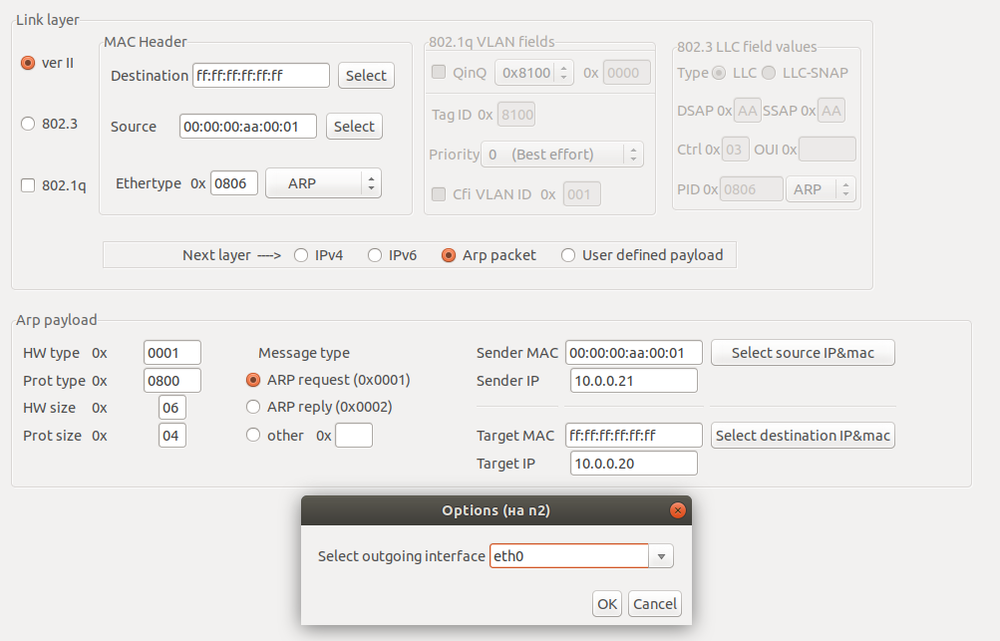 Link layer
MAC Header
802.1q VLAN fields
802.3 LLC field values
ver II
Destination ff:ff:ff:ff:ff:ff Select
QinQ 0x8100 0x 0000
Type LLC LLC-SNAP
Tag ID 0x 8100
DSAP 0x AA SSAP 0x AA
802.3
Source 00:00:00:aa:00:01 Select
Priority 0 (Best effort)
Ctrl 0x 03 OUI 0x
802.1q
Ethertype 0x 0806 ARP
Cfi VLAN ID 0x 001
PID 0x 0806 ARP
Next layer ----> IPv4 IPv6 Arp packet User defined payload
Arp payload
HW type 0x 0001
Message type
Sender MAC 00:00:00:aa:00:01 Select source IP&mac
Prot type 0x 0800
ARP request (0x0001)
Sender IP 10.0.0.21
HW size 0x 06
ARP reply (0x0002)
Prot size 0x 04
other 0x
Target MAC ff:ff:ff:ff:ff:ff Select destination IP&mac
Target IP 10.0.0.20
Options (на n2)
Select outgoing interface eth0
OK Cancel